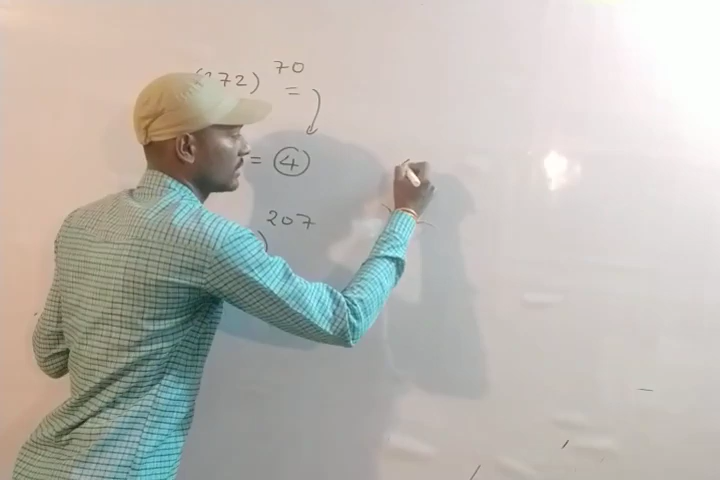 272) 70 =
= 4
) 207